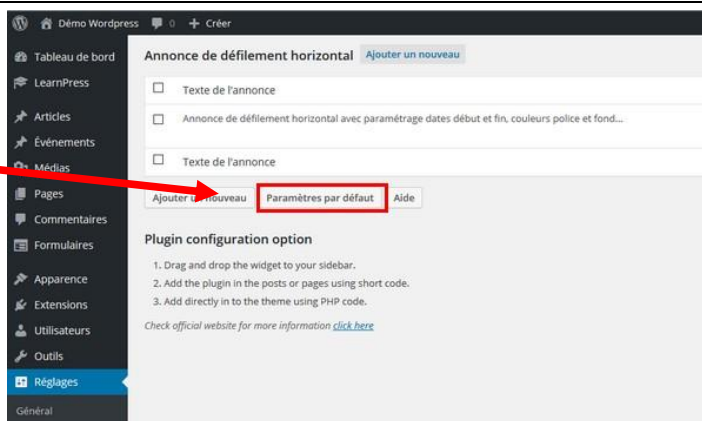 Démo Wordpress 0 + Créer
Tableau de bord
LearnPress
Articles
Événements
Médias
Pages
Commentaires
Formulaires
Apparence
Extensions
Utilisateurs
Outils
Réglages
Général
Annonce de défilement horizontal Ajouter un nouveau
Texte de l'annonce
Annonce de défilement horizontal avec paramétrage dates début et fin, couleurs police et fond...
Texte de l'annonce
Ajouter un nouveau Paramètres par défaut Aide
Plugin configuration option
1. Drag and drop the widget to your sidebar.
2. Add the plugin in the posts or pages using short code.
3. Add directly in to the theme using PHP code.
Check official website for more information click here